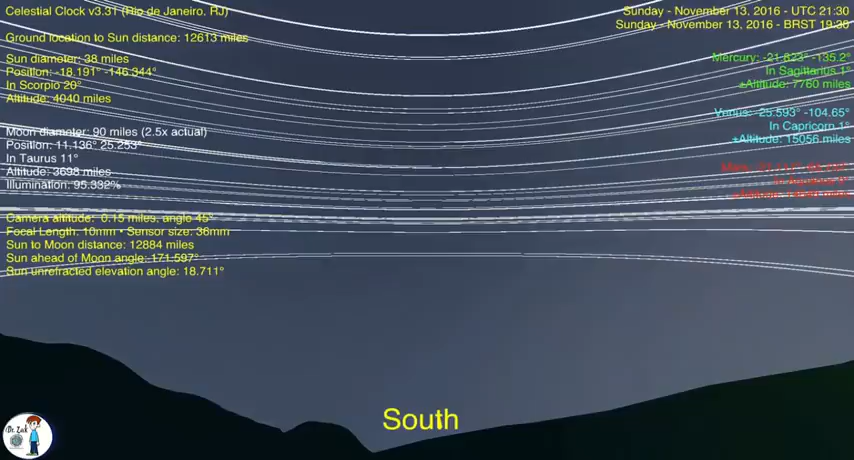 Celestial Clock v3.31 (Rio de Janeiro, RJ)
Ground location to Sun distance: 12613 miles
Sun diameter: 38 miles
Position: -18.191° -146.344°
In Scorpio 20°
Altitude: 4040 miles
Moon diameter: 90 miles (2.5x actual)
Position: 11.136° 25.253°
In Taurus 11°
Altitude: 3698 miles
Illumination: 95.332%
Camera altitude: 0.15 miles, angle 45°
Focal Length: 10mm • Sensor size: 36mm
Sun to Moon distance: 12884 miles
Sun ahead of Moon angle:-171.597°
Sun unrefracted elevation angle: 18.711°
Sunday - November 13, 2016 - UTC 21:30
Sunday - November 13, 2016 - BRST 19:36
Mercury: -21.823° -135.2°
In Sagittarius 1°
±Altitude: 7760 miles
Venus: -25.593° -104.65°
In Capricorn 1°
±Altitude: 15056 miles
South
Dr. Zack